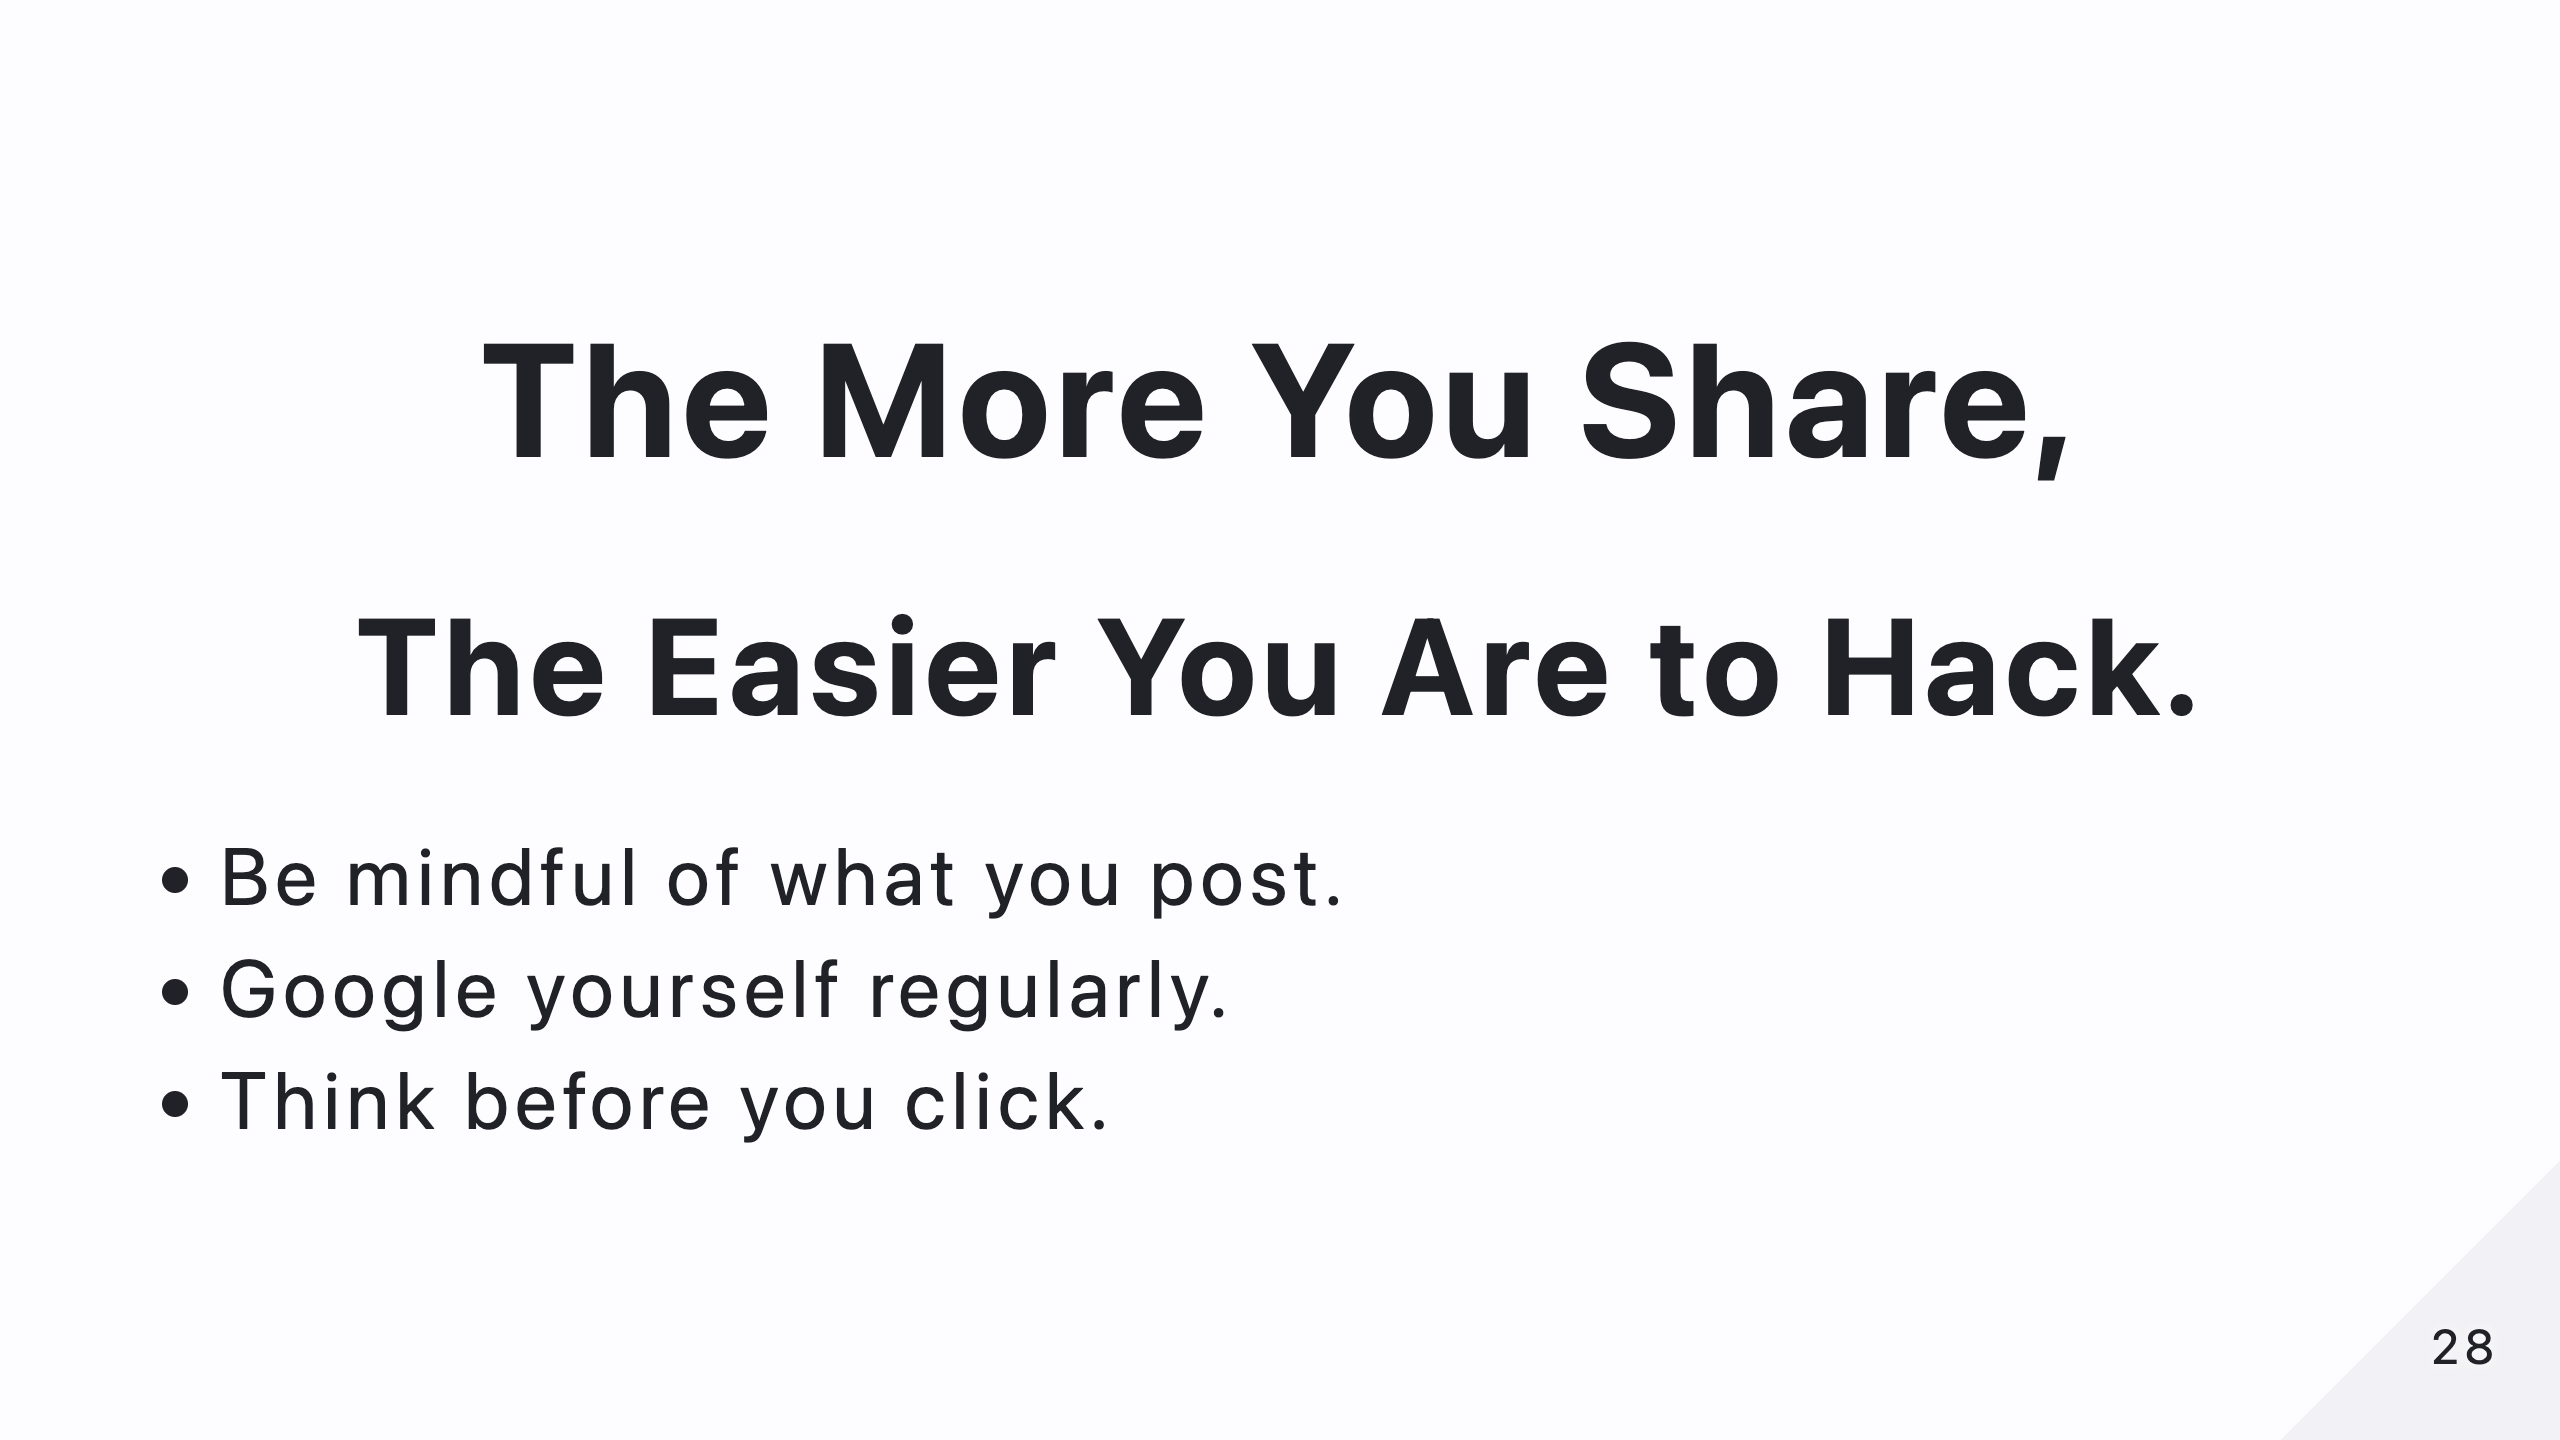 The More You Share,
The Easier You Are to Hack.
• Be mindful of what you post.
• Google yourself regularly.
• Think before you click.
28